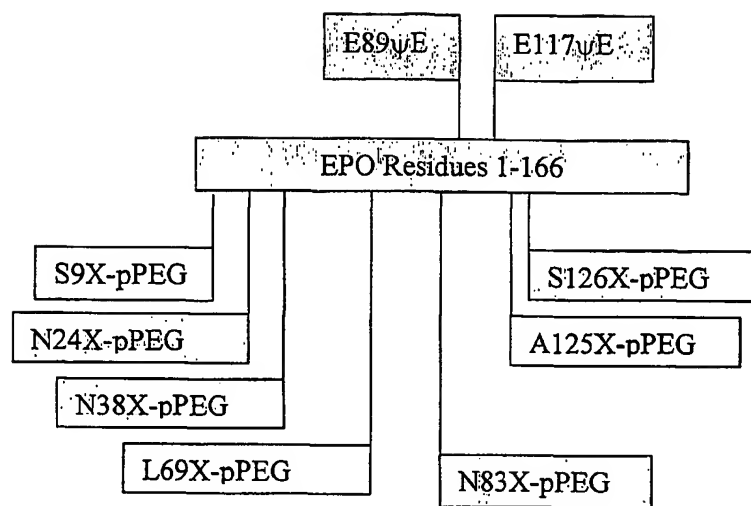 E89ψE
E117ψE
EPO Residues 1-166
S9X-pPEG
S126X-pPEG
N24X-pPEG
A125X-pPEG
N38X-pPEG
L69X-pPEG
N83X-pPEG